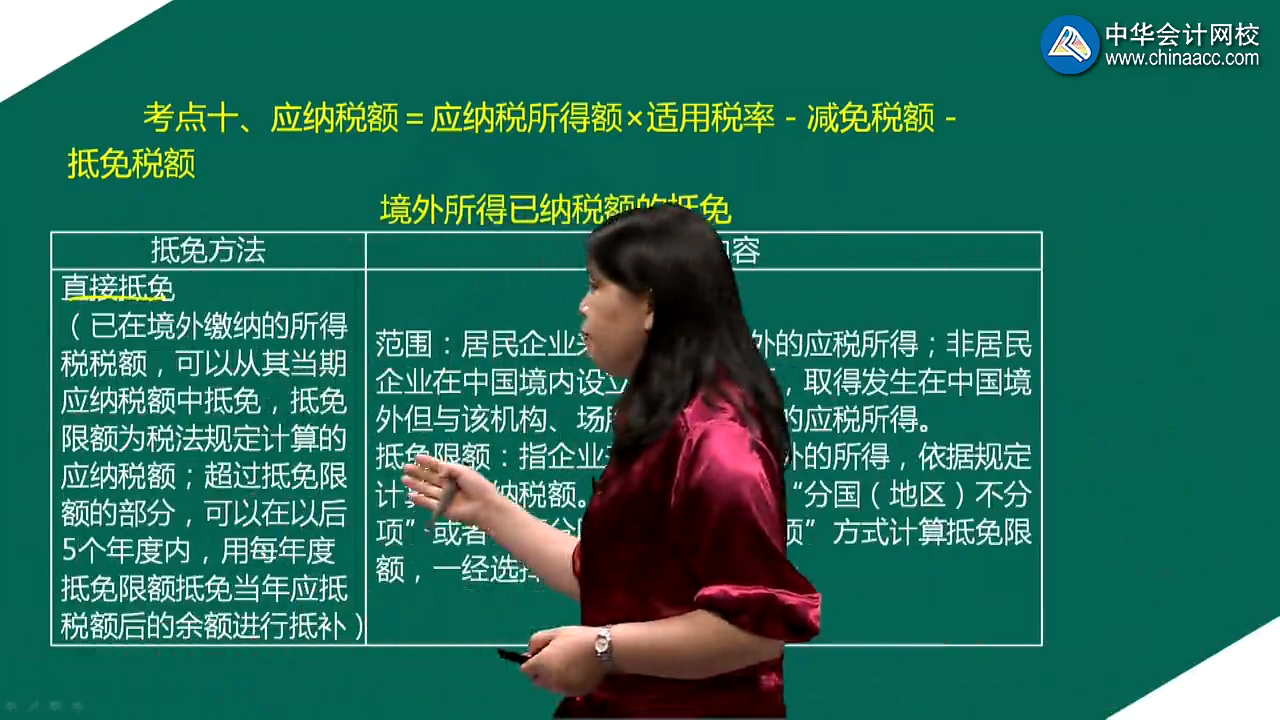 中华会计网校
www.chinaacc.com
考点十、应纳税额＝应纳税所得额×适用税率－减免税额－
抵免税额
境外所得已纳税额的抵免
抵免方法
容
直接抵免
（已在境外缴纳的所得
税税额，可以从其当期
应纳税额中抵免，抵免
限额为税法规定计算的
应纳税额；超过抵免限
额的部分，可以在以后
5个年度内，用每年度
抵免限额抵免当年应抵
税额后的余额进行抵补）
范围：居民企业 外的应税所得；非居民
企业在中国境内设立 ，取得发生在中国境
外但与该机构、场 的应税所得。
抵免限额：指企业 外的所得，依据规定
计 纳税额。 “分国（地区）不分
项”或者 项”方式计算抵免限
额，一经选择